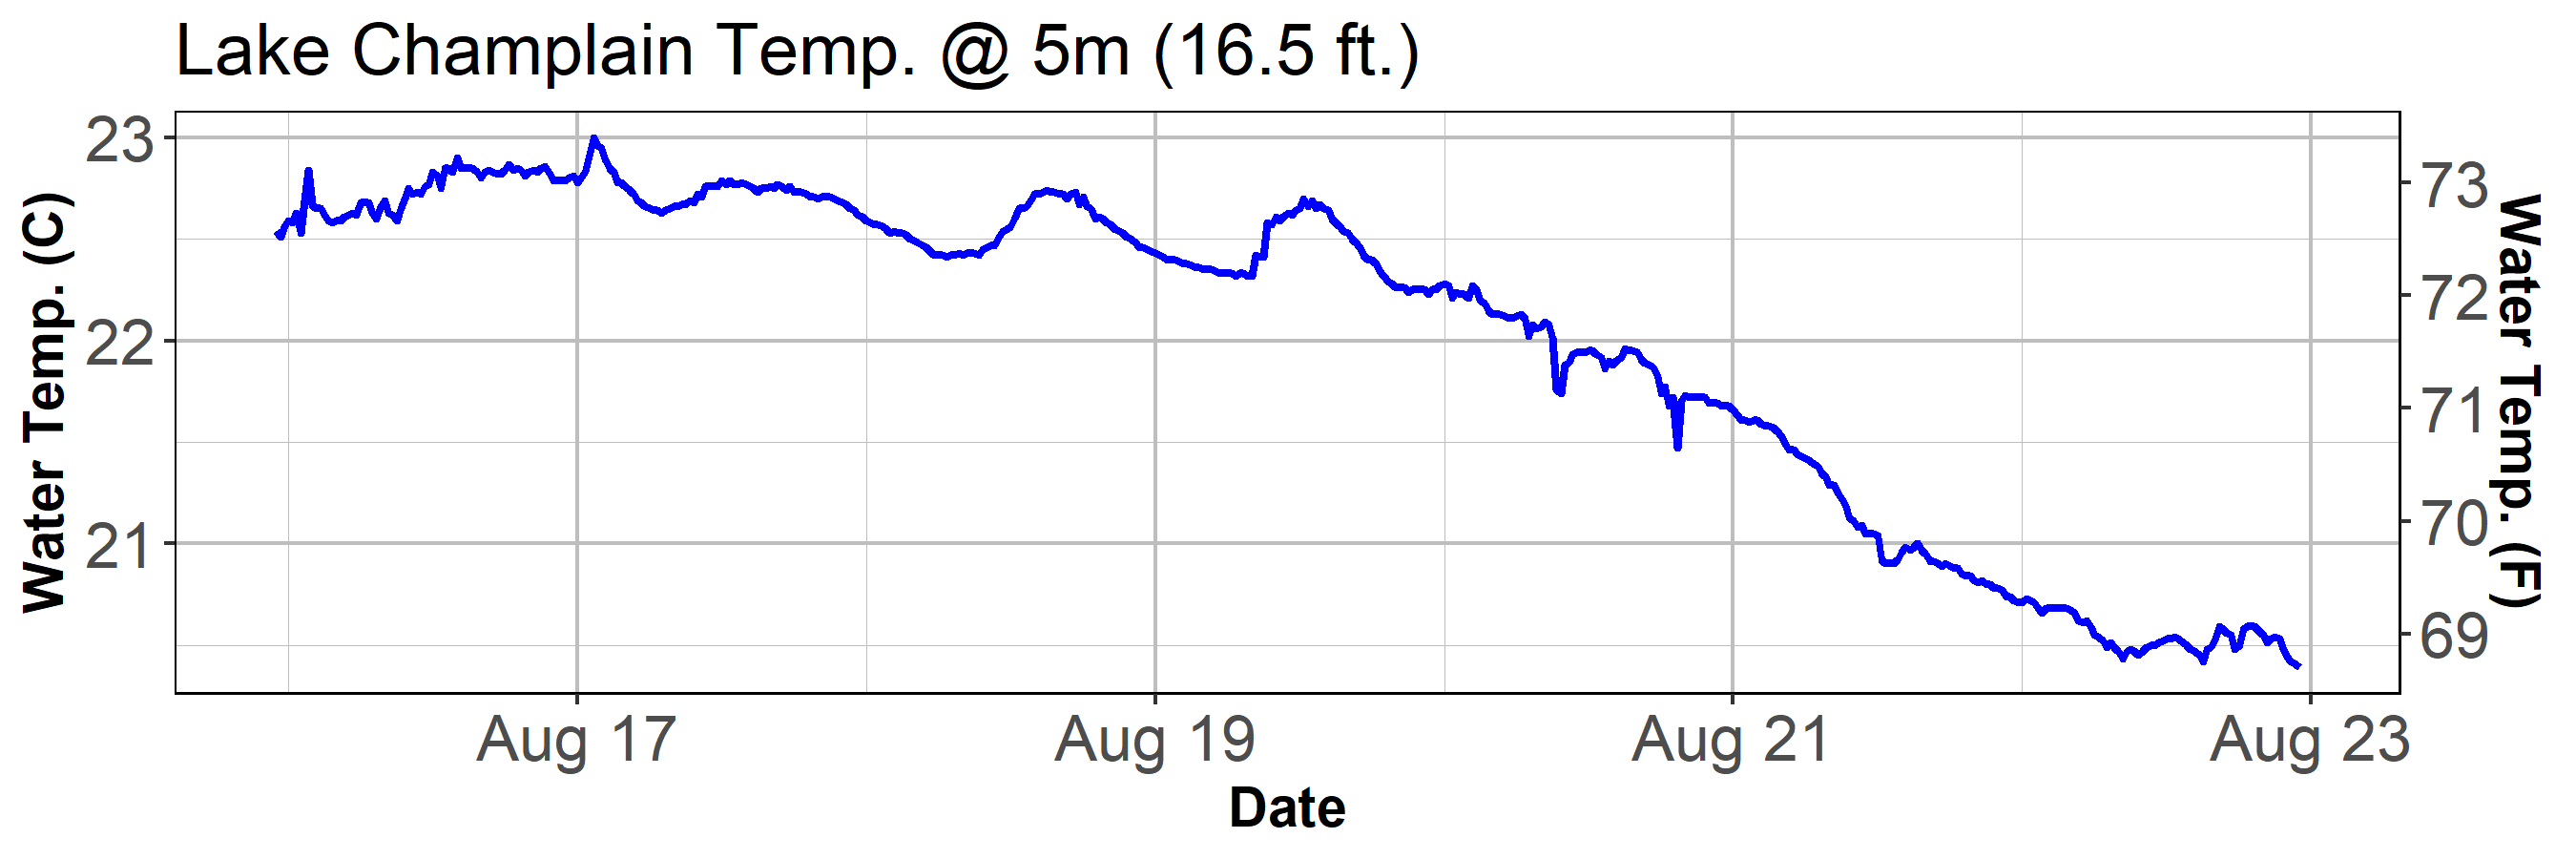 Lake Champlain Temp. @ 5m (16.5 ft.)
Water Temp. (C)
23
22
21
73
72
71
70
69
Water Temp. (F)
Aug 17 Aug 19 Aug 21 Aug 23
Date